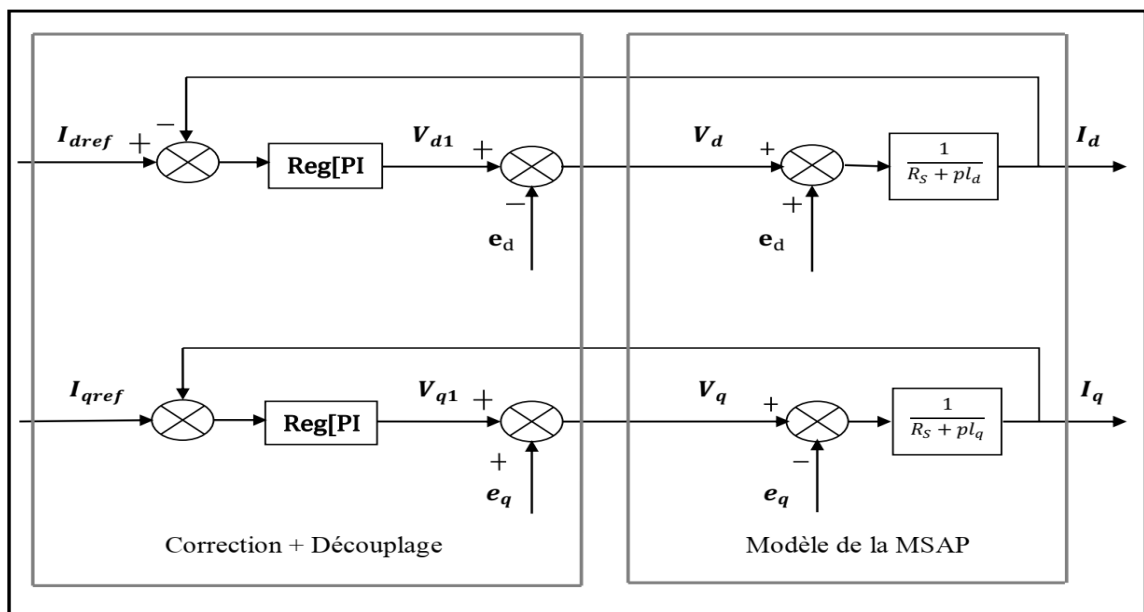 −
I_dref + V_d1 + V_d + I_d
Reg[PI
1/(R_S + pl_d)
− +
e_d e_d
I_qref V_q1 + V_q + I_q
Reg[PI
1/(R_S + pl_q)
+ −
e_q e_q
Correction + Découplage Modèle de la MSAP